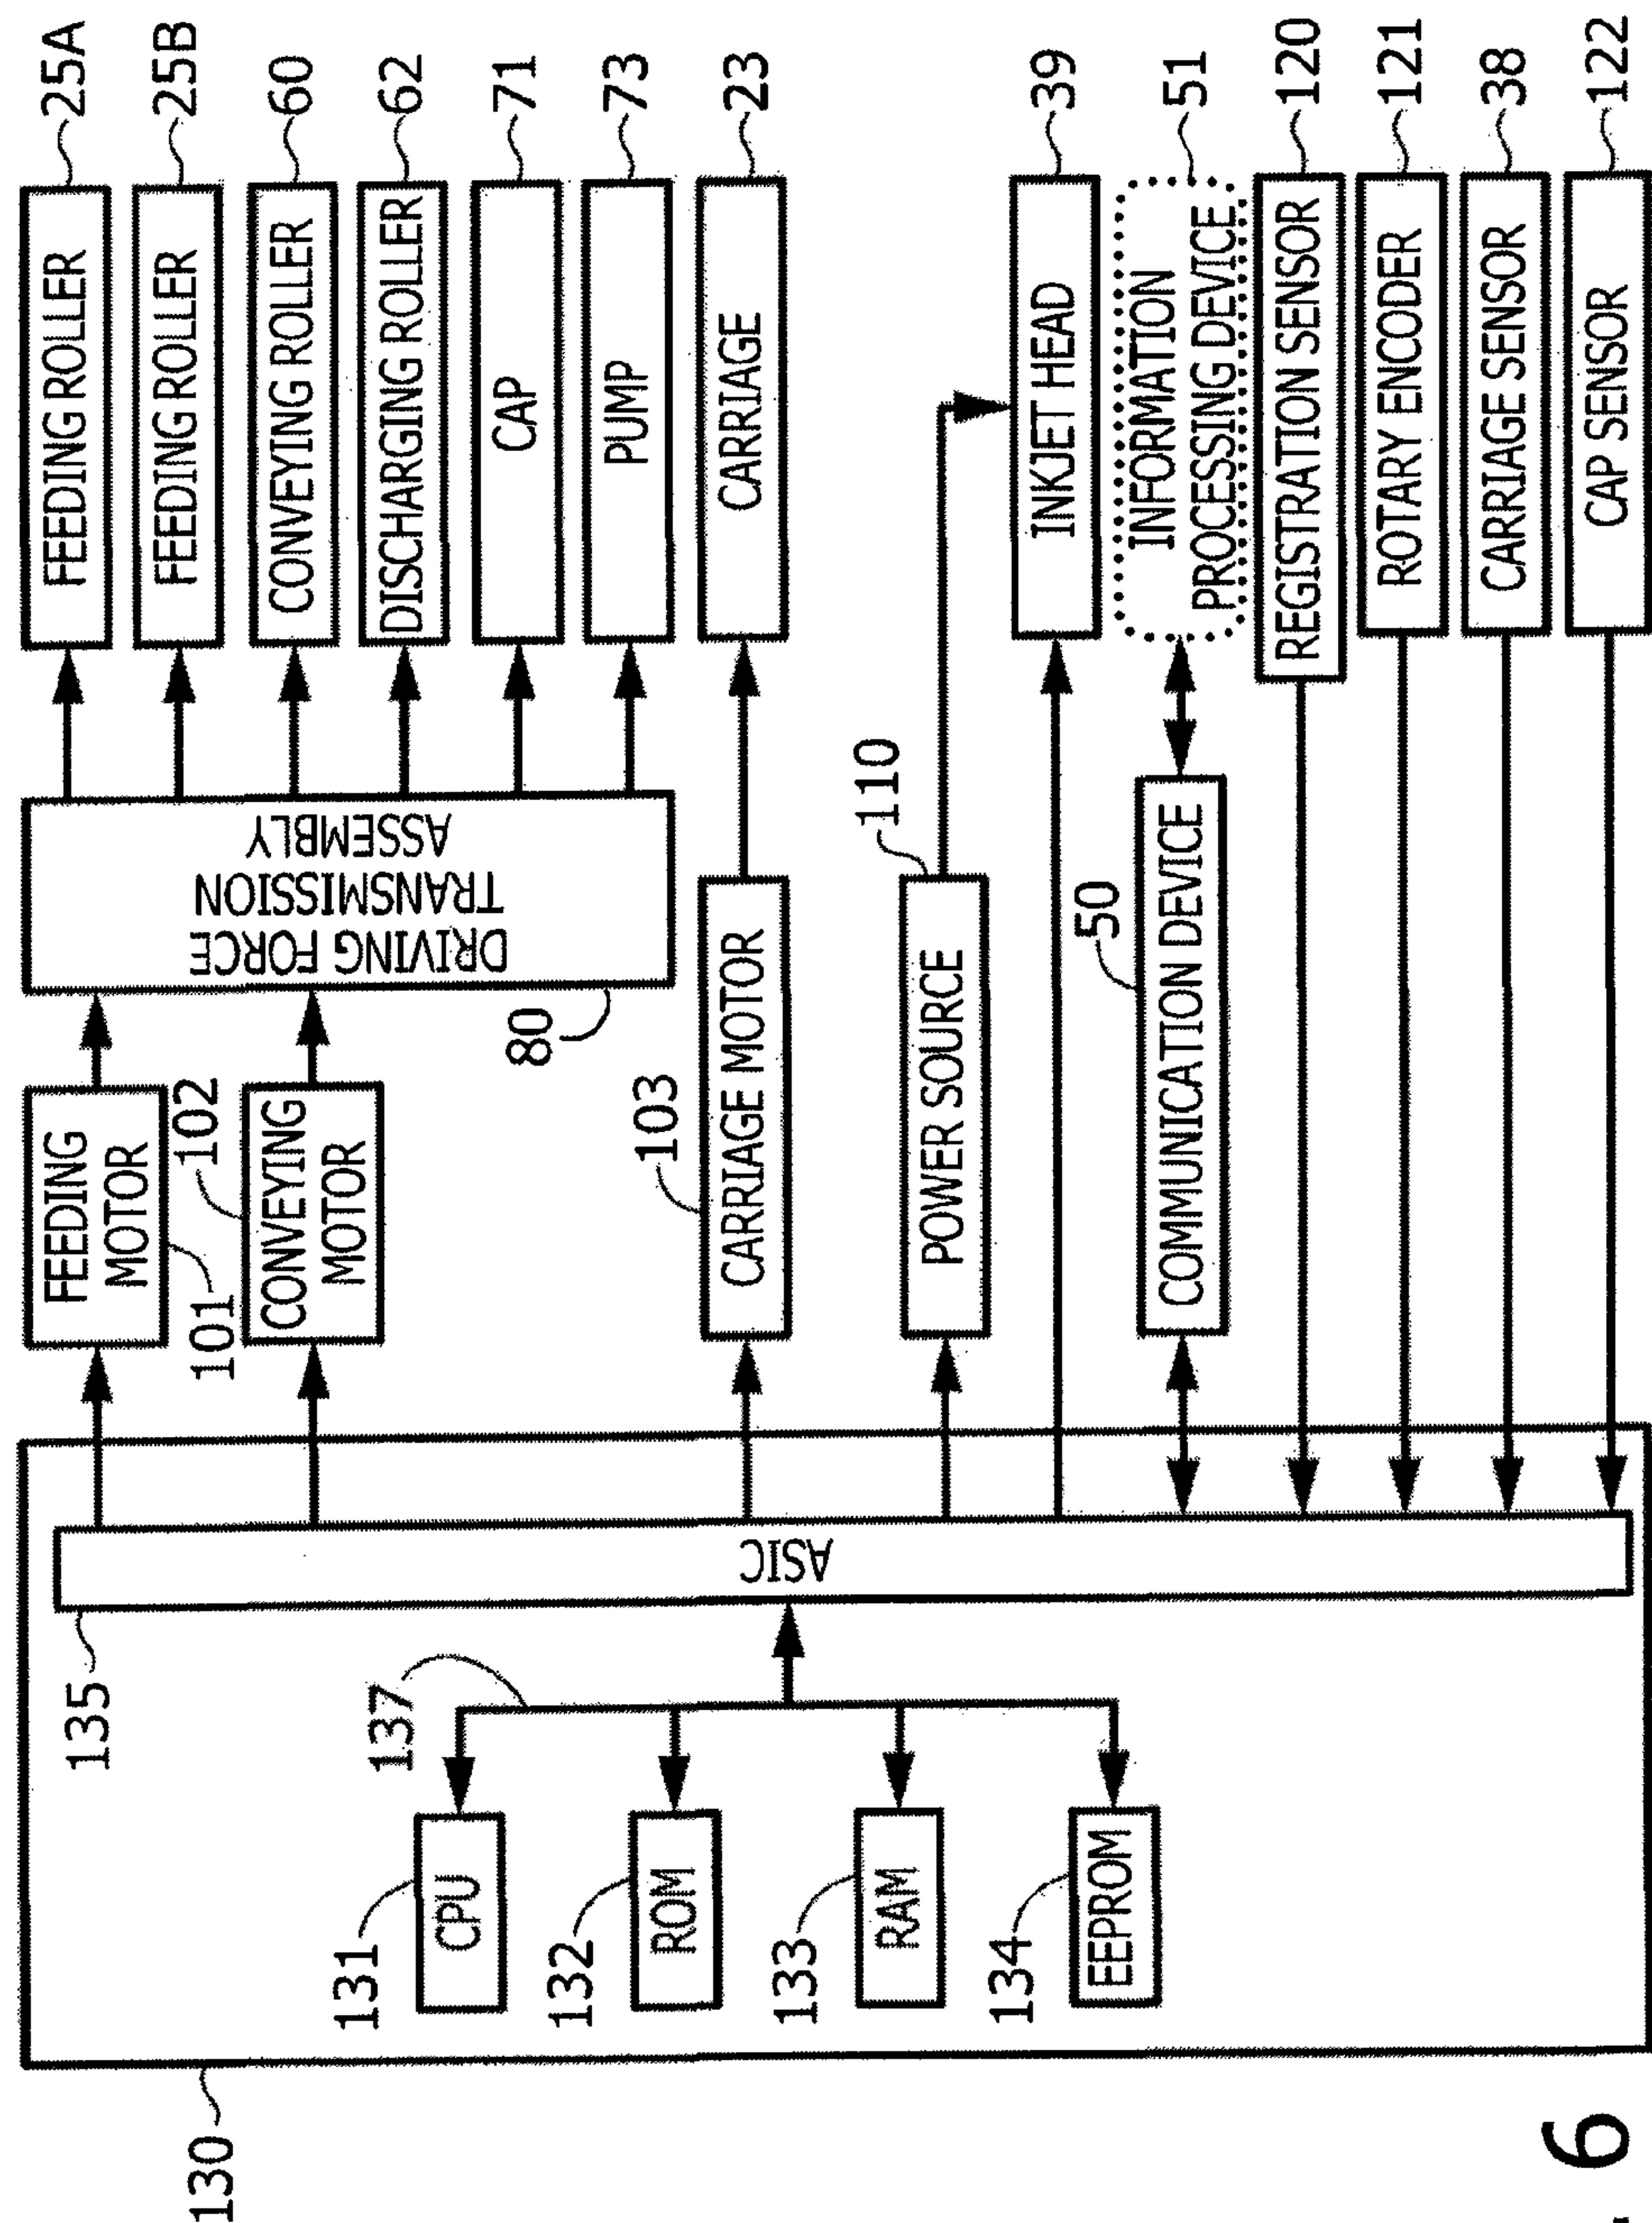 130
135
ASIC
137
131
CPU
132
ROM
133
RAM
134
EEPROM
FEEDING
MOTOR
101
102
CONVEYING
MOTOR
80
DRIVING FORCE
TRANSMISSION
ASSEMBLY
103
CARRIAGE MOTOR
110
POWER SOURCE
50
COMMUNICATION DEVICE
FEEDING ROLLER
25A
FEEDING ROLLER
25B
CONVEYING ROLLER
60
DISCHARGING ROLLER
62
CAP
71
PUMP
73
CARRIAGE
23
INKJET HEAD
39
INFORMATION
PROCESSING DEVICE
51
REGISTRATION SENSOR
120
ROTARY ENCODER
121
CARRIAGE SENSOR
38
CAP SENSOR
122